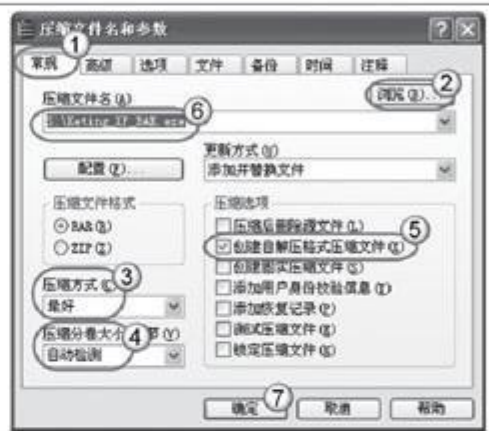 压缩文件名和参数
①
常规 高级 选项 文件 备份 时间 注释
②
压缩文件名(A)
浏览(B)...
⑥
更新方式(U)
配置(F)...
添加并替换文件
压缩文件格式
RAR(R)
ZIP(Z)
压缩选项
压缩后删除源文件(L)
⑤
创建自解压格式压缩文件(X)
创建固实压缩文件(S)
添加用户身份校验信息(I)
添加恢复记录(P)
测试压缩文件(K)
锁定压缩文件(K)
③
压缩方式(C)
最好
④
压缩分卷大小 节(V)
自动检测
⑦
确定 取消 帮助